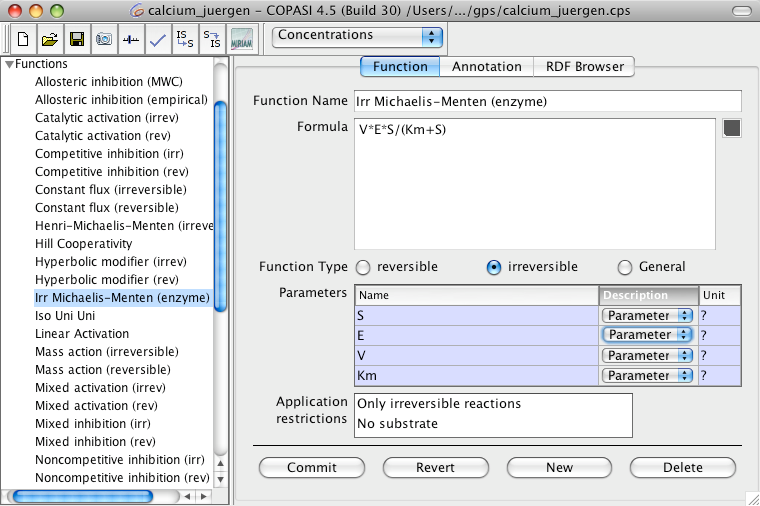 calcium_juergen – COPASI 4.5 (Build 30) /Users/.../gps/calcium_juergen.cps
IS
→S
S→
IS
MIRIAM
Concentrations
Functions
Allosteric inhibition (MWC)
Allosteric inhibition (empirical)
Catalytic activation (irrev)
Catalytic activation (rev)
Competitive inhibition (irr)
Competitive inhibition (rev)
Constant flux (irreversible)
Constant flux (reversible)
Henri-Michaelis-Menten (irreve
Hill Cooperativity
Hyperbolic modifier (irrev)
Hyperbolic modifier (rev)
Irr Michaelis-Menten (enzyme)
Iso Uni Uni
Linear Activation
Mass action (irreversible)
Mass action (reversible)
Mixed activation (irrev)
Mixed activation (rev)
Mixed inhibition (irr)
Mixed inhibition (rev)
Noncompetitive inhibition (irr)
Noncompetitive inhibition (rev)
Function Annotation RDF Browser
Function Name Irr Michaelis-Menten (enzyme)
Formula V*E*S/(Km+S)
Function Type reversible irreversible General
Parameters Name Description Unit
S Parameter ?
E Parameter ?
V Parameter ?
Km Parameter ?
Application restrictions
Only irreversible reactions
No substrate
Commit Revert New Delete